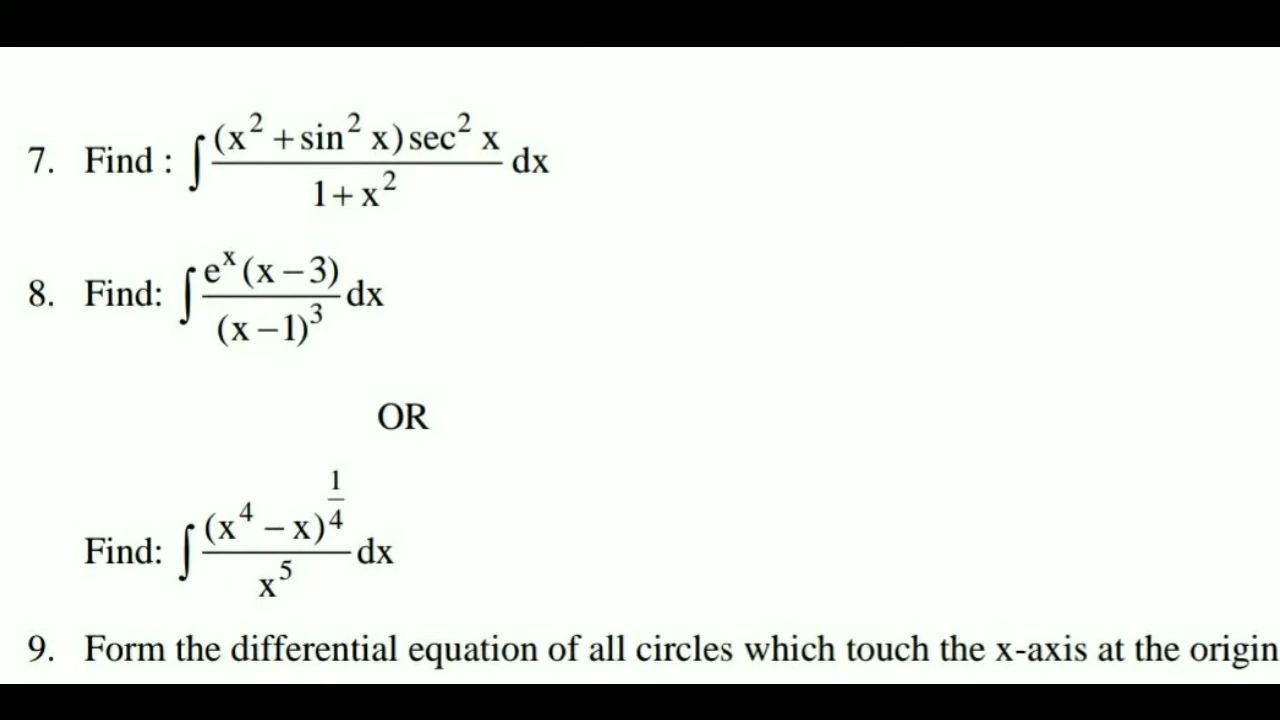 7. Find : ∫ (x² + sin² x) sec² x / 1 + x² dx
8. Find: ∫ eˣ (x – 3) / (x – 1)³ dx
OR
Find: ∫ (x⁴ – x)^(1/4) / x⁵ dx
9. Form the differential equation of all circles which touch the x-axis at the origin